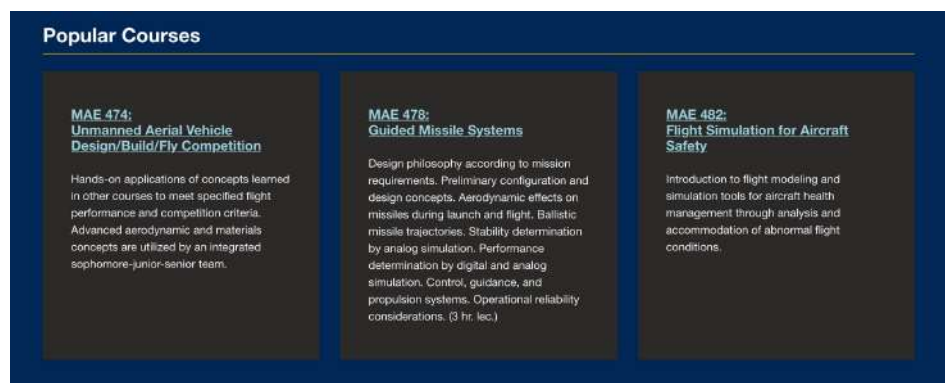 Popular Courses
MAE 474:
Unmanned Aerial Vehicle
Design/Build/Fly Competition
Hands-on applications of concepts learned
in other courses to meet specified flight
performance and competition criteria.
Advanced aerodynamic and materials
concepts are utilized by an integrated
sophomore-junior-senior team.
MAE 478:
Guided Missile Systems
Design philosophy according to mission
requirements. Preliminary configuration and
design concepts. Aerodynamic effects on
missiles during launch and flight. Ballistic
missile trajectories. Stability determination
by analog simulation. Performance
determination by digital and analog
simulation. Control, guidance, and
propulsion systems. Operational reliability
considerations. (3 hr. lec.)
MAE 482:
Flight Simulation for Aircraft
Safety
Introduction to flight modeling and
simulation tools for aircraft health
management through analysis and
accommodation of abnormal flight
conditions.